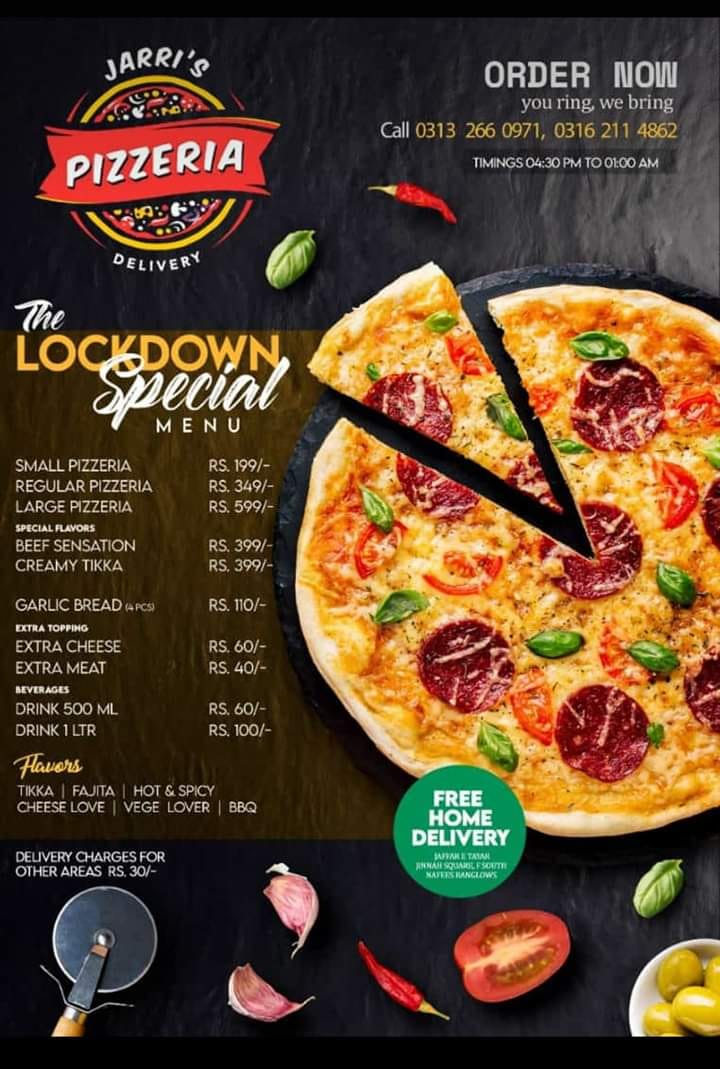 JARRI'S
PIZZERIA
DELIVERY
ORDER NOW
you ring, we bring
Call 0313 266 0971, 0316 211 4862
TIMINGS 04:30 PM TO 01:00 AM
The
LOCKDOWN
Special
MENU
SMALL PIZZERIA RS. 199/-
REGULAR PIZZERIA RS. 349/-
LARGE PIZZERIA RS. 599/-
SPECIAL FLAVORS
BEEF SENSATION RS. 399/-
CREAMY TIKKA RS. 399/-
GARLIC BREAD (4 PCS) RS. 110/-
EXTRA TOPPING
EXTRA CHEESE RS. 60/-
EXTRA MEAT RS. 40/-
BEVERAGES
DRINK 500 ML RS. 60/-
DRINK 1 LTR RS. 100/-
Flavors
TIKKA | FAJITA | HOT & SPICY
CHEESE LOVE | VEGE LOVER | BBQ
FREE
HOME
DELIVERY
JAFFAR E TAYAR
JINNAH SQUARE, F SOUTH
NAFEES BANGLOWS
DELIVERY CHARGES FOR
OTHER AREAS RS. 30/-